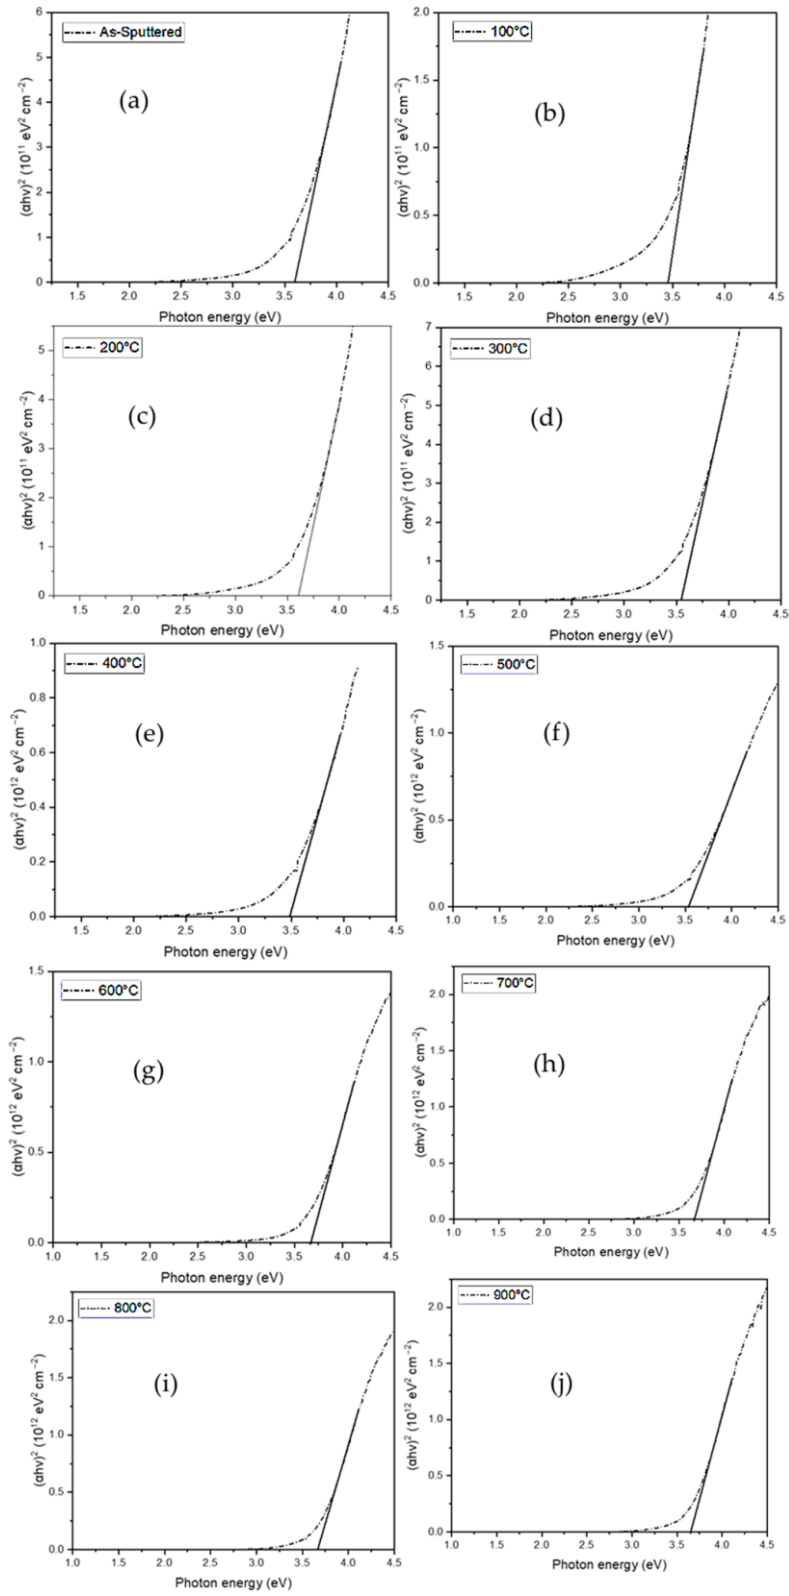 As-Sputtered
(a)
(αhv)² (10¹¹ eV² cm⁻²)
6
5
4
3
2
1
0
1.5 2.0 2.5 3.0 3.5 4.0 4.5
Photon energy (eV)
100°C
(b)
(αhv)² (10¹¹ eV² cm⁻²)
2.0
1.5
1.0
0.5
0.0
1.5 2.0 2.5 3.0 3.5 4.0 4.5
Photon energy (eV)
200°C
(c)
(αhv)² (10¹¹ eV² cm⁻²)
5
4
3
2
1
0
1.5 2.0 2.5 3.0 3.5 4.0 4.5
Photon energy (eV)
300°C
(d)
(αhv)² (10¹¹ eV² cm⁻²)
7
6
5
4
3
2
1
0
1.5 2.0 2.5 3.0 3.5 4.0 4.5
Photon energy (eV)
400°C
(e)
(αhv)² (10¹² eV² cm⁻²)
1.0
0.8
0.6
0.4
0.2
0.0
1.5 2.0 2.5 3.0 3.5 4.0 4.5
Photon energy (eV)
500°C
(f)
(αhv)² (10¹² eV² cm⁻²)
1.5
1.0
0.5
0.0
1.0 1.5 2.0 2.5 3.0 3.5 4.0 4.5
Photon energy (eV)
600°C
(g)
(αhv)² (10¹² eV² cm⁻²)
1.5
1.0
0.5
0.0
1.0 1.5 2.0 2.5 3.0 3.5 4.0 4.5
Photon energy (eV)
700°C
(h)
(αhv)² (10¹² eV² cm⁻²)
2.0
1.5
1.0
0.5
0.0
1.0 1.5 2.0 2.5 3.0 3.5 4.0 4.5
Photon energy (eV)
800°C
(i)
(αhv)² (10¹² eV² cm⁻²)
2.0
1.5
1.0
0.5
0.0
1.0 1.5 2.0 2.5 3.0 3.5 4.0 4.5
Photon energy (eV)
900°C
(j)
(αhv)² (10¹² eV² cm⁻²)
2.0
1.5
1.0
0.5
0.0
1.0 1.5 2.0 2.5 3.0 3.5 4.0 4.5
Photon energy (eV)